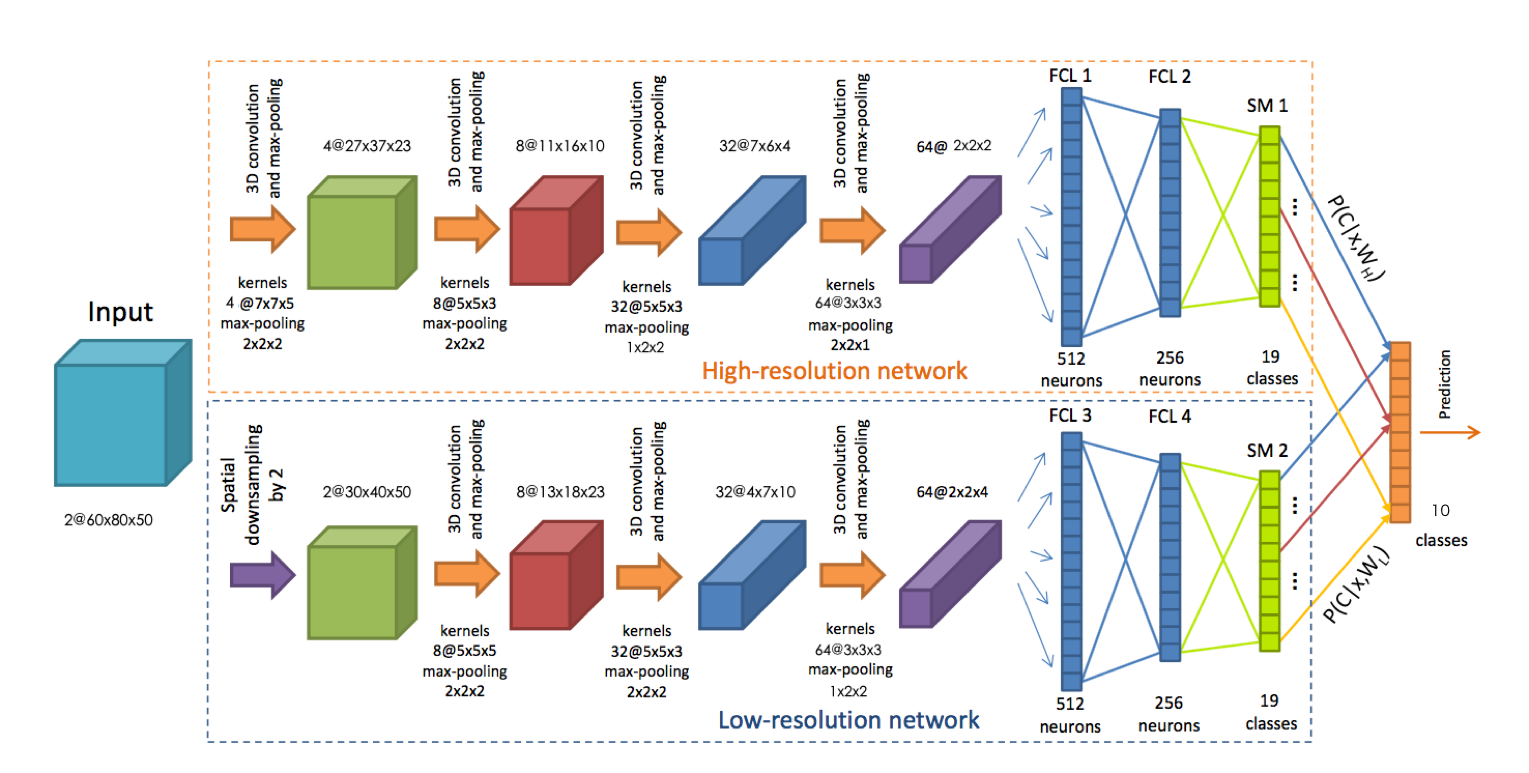 Input
2@60x80x50
3D convolution
and max-pooling
kernels
4 @7x7x5
max-pooling
2x2x2
4@27x37x23
3D convolution
and max-pooling
kernels
8@5x5x3
max-pooling
2x2x2
8@11x16x10
3D convolution
and max-pooling
kernels
32@5x5x3
max-pooling
1x2x2
32@7x6x4
3D convolution
and max-pooling
kernels
64@3x3x3
max-pooling
2x2x1
64@ 2x2x2
FCL 1
512
neurons
FCL 2
256
neurons
SM 1
...
...
19
classes
High-resolution network
P(C|x,W_H)
Spatial
downsampling
by 2
2@30x40x50
3D convolution
and max-pooling
kernels
8@5x5x5
max-pooling
2x2x2
8@13x18x23
3D convolution
and max-pooling
kernels
32@5x5x3
max-pooling
2x2x2
32@4x7x10
3D convolution
and max-pooling
kernels
64@3x3x3
max-pooling
1x2x2
64@2x2x4
FCL 3
512
neurons
FCL 4
256
neurons
SM 2
...
...
19
classes
Low-resolution network
P(C|x,W_L)
10
classes
Prediction